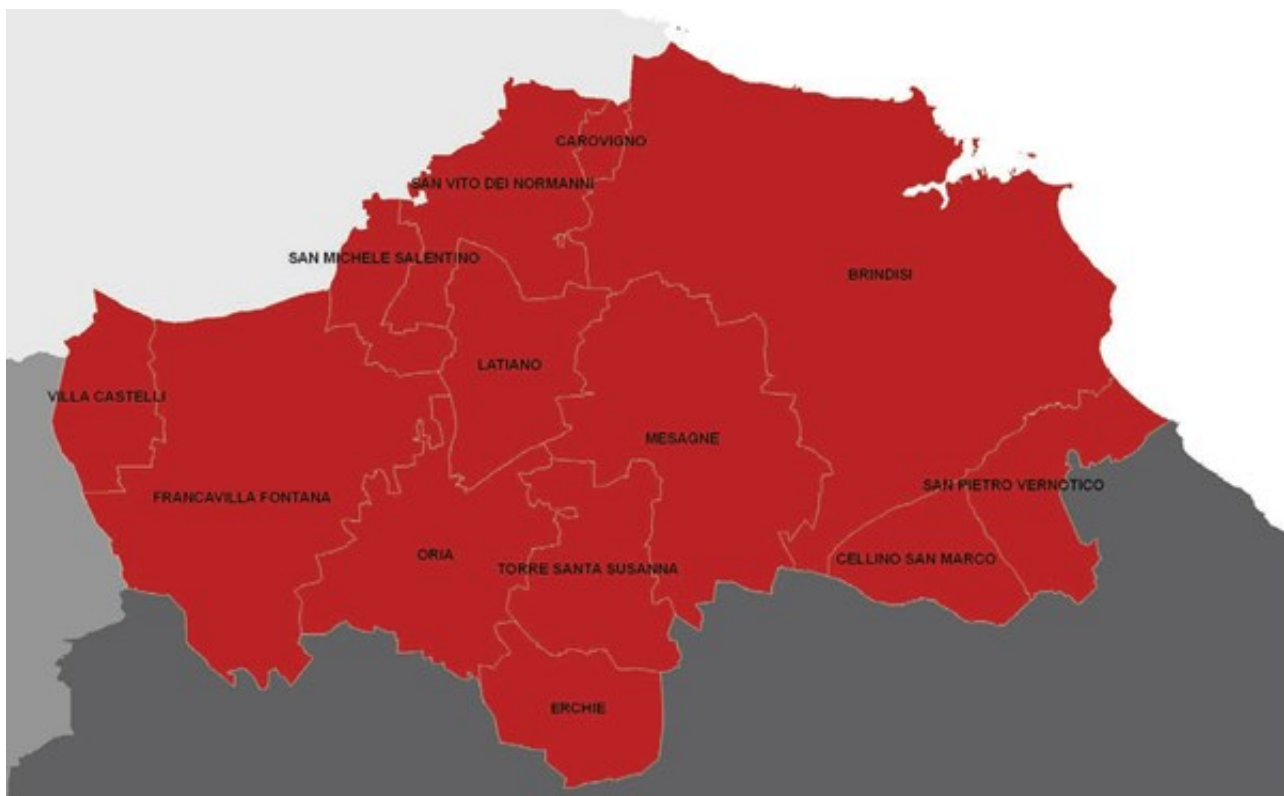 CAROVIGNO
SAN VITO DEI NORMANNI
SAN MICHELE SALENTINO
BRINDISI
LATIANO
VILLA CASTELLI
MESAGNE
FRANCAVILLA FONTANA
SAN PIETRO VERNOTICO
ORIA
CELLINO SAN MARCO
TORRE SANTA SUSANNA
ERCHIE